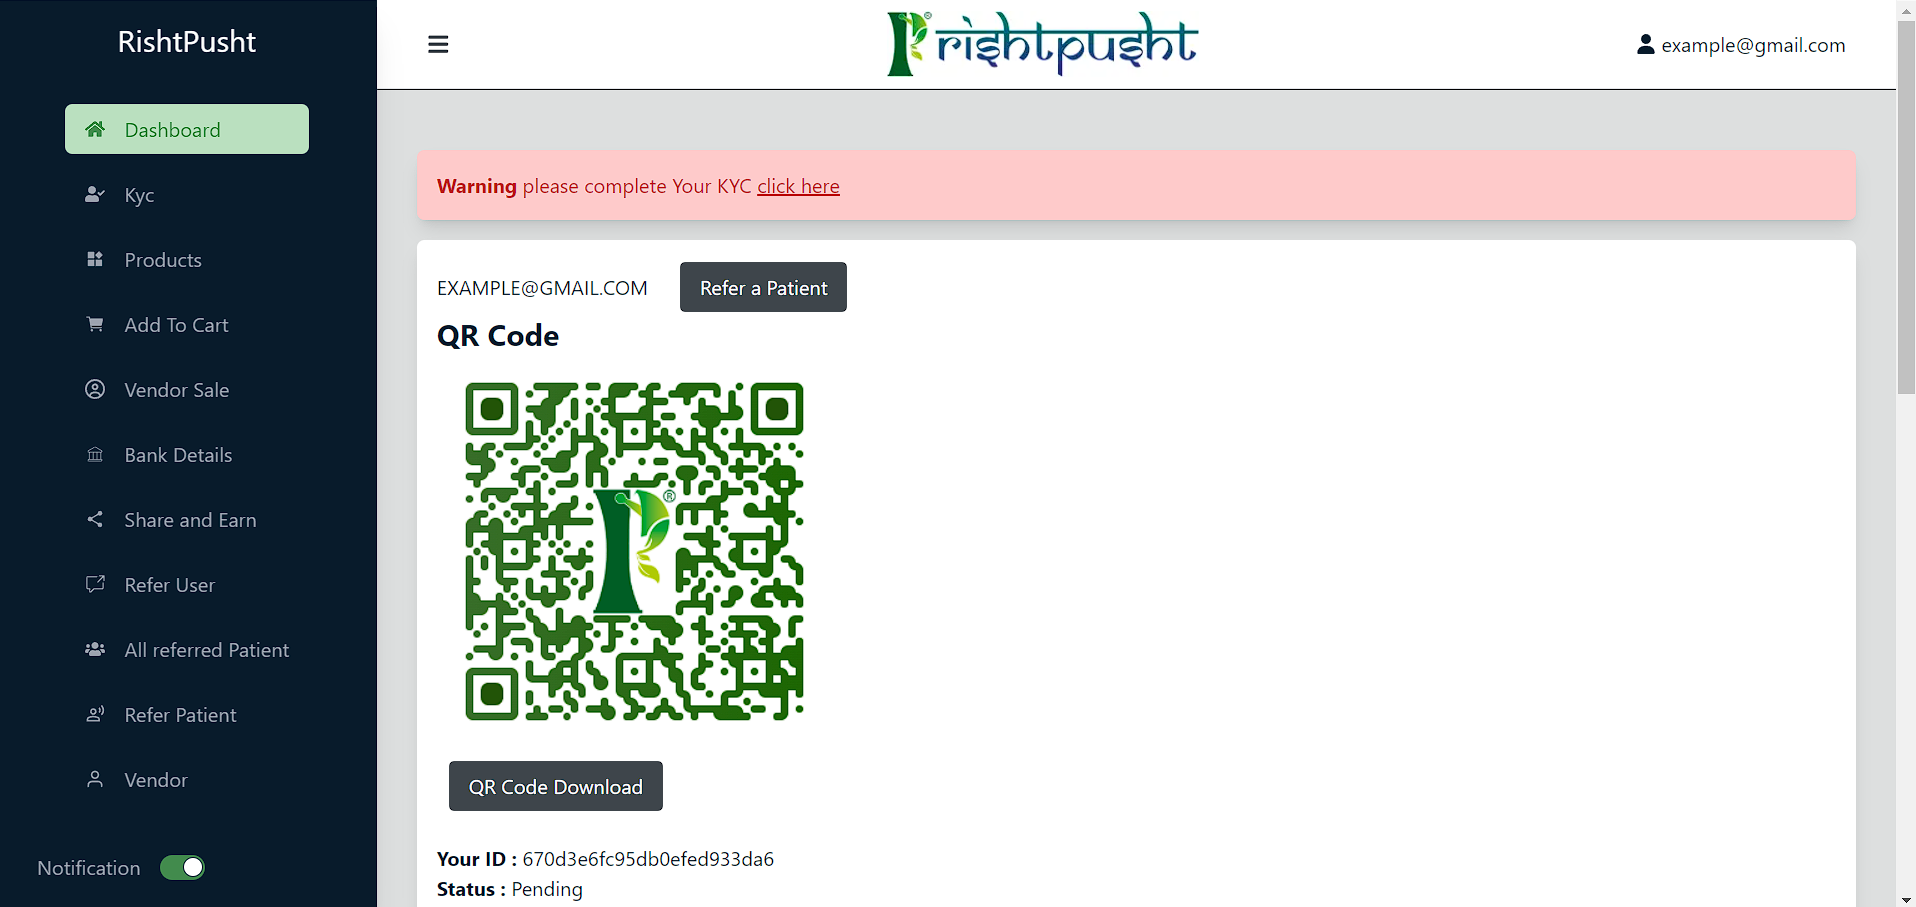 RishtPusht
rishtpusht
example@gmail.com
Dashboard
Kyc
Products
Add To Cart
Vendor Sale
Bank Details
Share and Earn
Refer User
All referred Patient
Refer Patient
Vendor
Notification
Warning please complete Your KYC click here
EXAMPLE@GMAIL.COM
Refer a Patient
QR Code
®
QR Code Download
Your ID : 670d3e6fc95db0efed933da6
Status : Pending